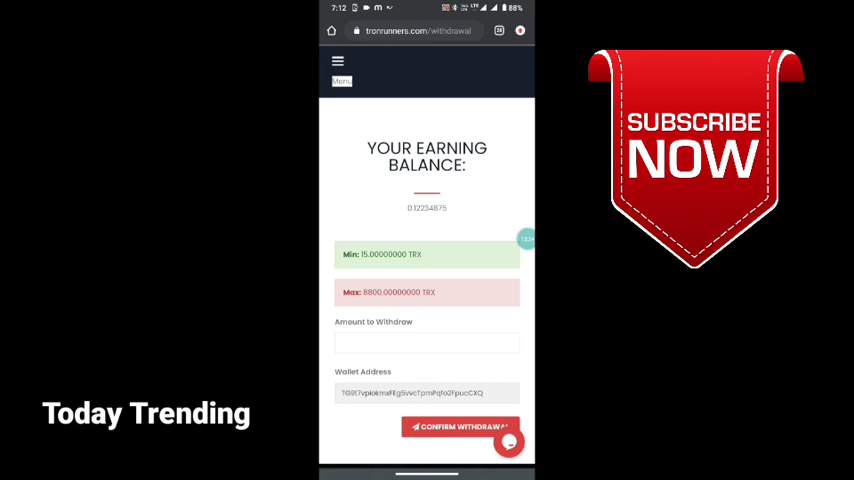 7:12
LTE
88%
tronrunners.com/withdrawal
Menu
YOUR EARNING
BALANCE:
0.12234875
Min: 15.00000000 TRX
Max: 8800.00000000 TRX
Amount to Withdraw
Wallet Address
CONFIRM WITHDRAWAL
SUBSCRIBE
NOW
Today Trending